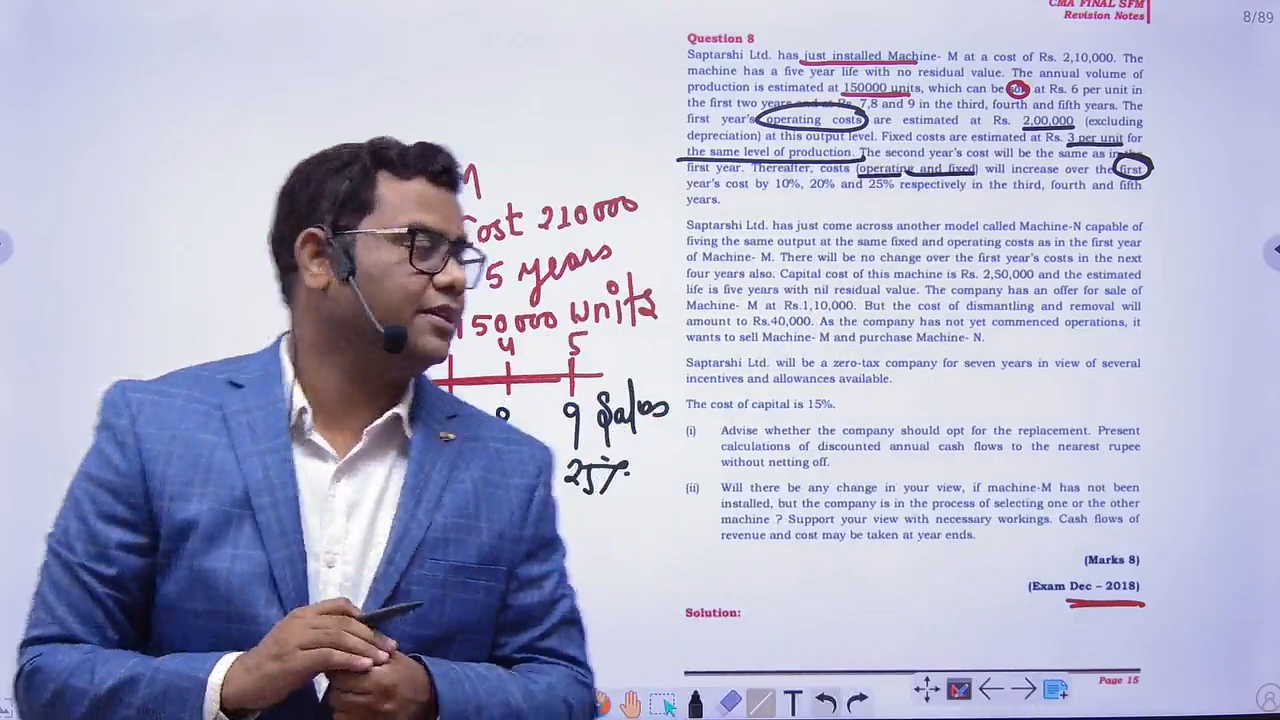 CMA FINAL SFM
Revision Notes
8/89
Question 8
Saptarshi Ltd. has just installed Machine- M at a cost of Rs. 2,10,000. The
machine has a five year life with no residual value. The annual volume of
production is estimated at 150000 units, which can be sold at Rs. 6 per unit in
the first two years and at Rs. 7,8 and 9 in the third, fourth and fifth years. The
first year's operating costs are estimated at Rs. 2,00,000 (excluding
depreciation) at this output level. Fixed costs are estimated at Rs. 3 per unit for
the same level of production. The second year's cost will be the same as in the
first year. Thereafter, costs (operating and fixed) will increase over the first
year's cost by 10%, 20% and 25% respectively in the third, fourth and fifth
years.
Saptarshi Ltd. has just come across another model called Machine-N capable of
fiving the same output at the same fixed and operating costs as in the first year
of Machine- M. There will be no change over the first year's costs in the next
four years also. Capital cost of this machine is Rs. 2,50,000 and the estimated
life is five years with nil residual value. The company has an offer for sale of
Machine- M at Rs.1,10,000. But the cost of dismantling and removal will
amount to Rs.40,000. As the company has not yet commenced operations, it
wants to sell Machine- M and purchase Machine- N.
Saptarshi Ltd. will be a zero-tax company for seven years in view of several
incentives and allowances available.
The cost of capital is 15%.
(i) Advise whether the company should opt for the replacement. Present
calculations of discounted annual cash flows to the nearest rupee
without netting off.
(ii) Will there be any change in your view, if machine-M has not been
installed, but the company is in the process of selecting one or the other
machine ? Support your view with necessary workings. Cash flows of
revenue and cost may be taken at year ends.
(Marks 8)
(Exam Dec – 2018)
Solution:
Page 15
M
Cost 210000
5 years
150000 units
4 5
9 Sales
25%
T